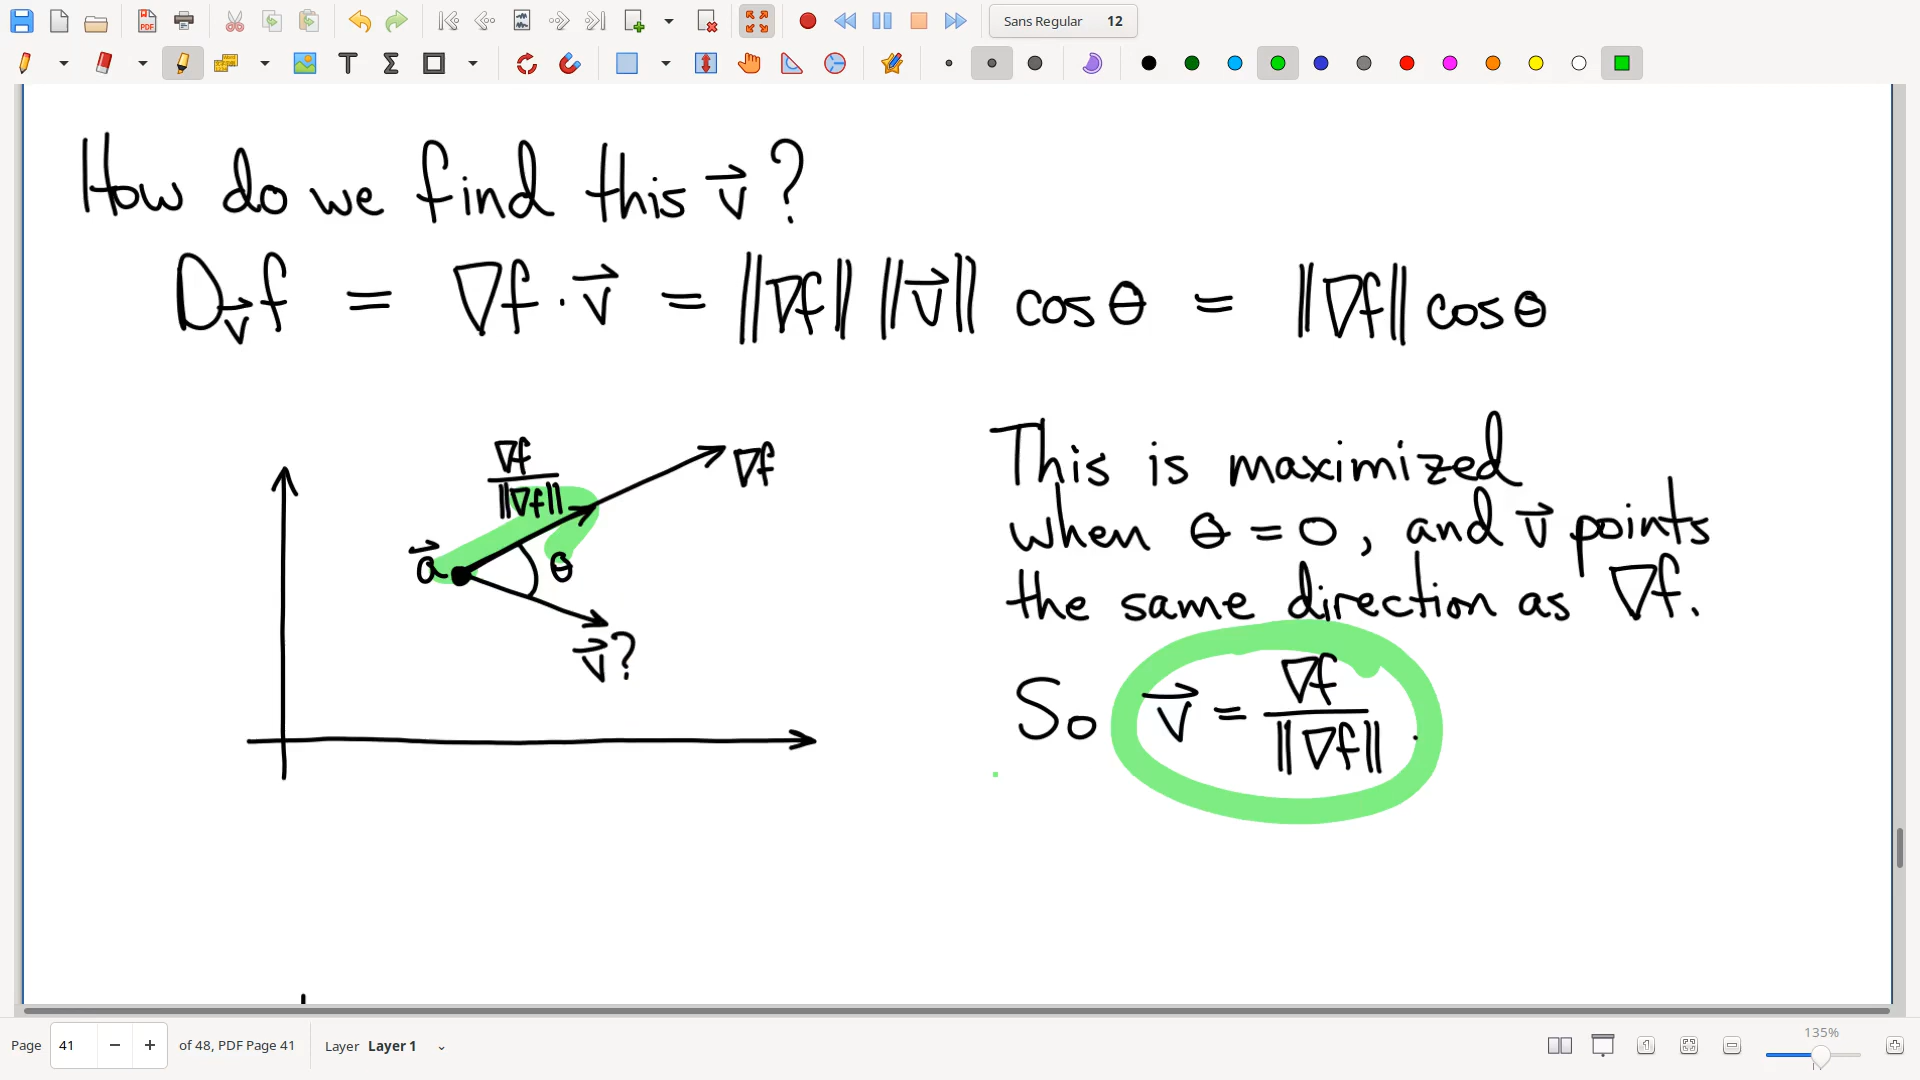 Sans Regular 12
How do we find this v⃗?
D_v⃗ f = ∇f · v⃗ = ‖∇f‖ ‖v⃗‖ cos θ = ‖∇f‖ cos θ
∇f
‖∇f‖
∇f
a⃗
θ
v⃗?
This is maximized
when θ = 0, and v⃗ points
the same direction as ∇f.
So v⃗ = ∇f / ‖∇f‖.
Page 41 of 48, PDF Page 41 Layer Layer 1 135%